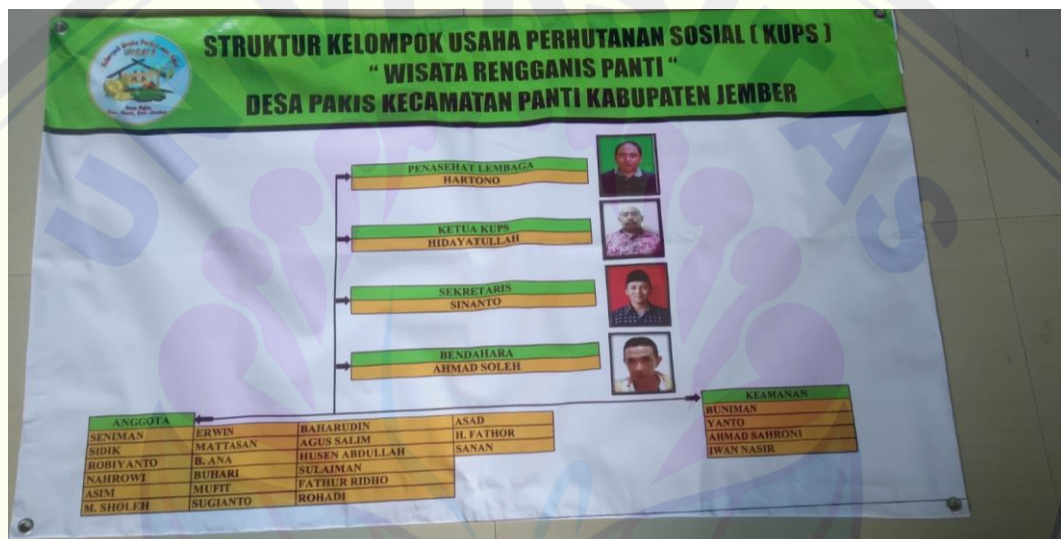 STRUKTUR KELOMPOK USAHA PERHUTANAN SOSIAL ( KUPS )
“ WISATA RENGGANIS PANTI “
DESA PAKIS KECAMATAN PANTI KABUPATEN JEMBER
PENASEHAT LEMBAGA
HARTONO
KETUA KUPS
HIDAYATULLAH
SEKRETARIS
SINANTO
BENDAHARA
AHMAD SOLEH
ANGGOTA
SENIMAN
SIDIK
ROBIYANTO
NAHROWI
ASIM
M. SHOLEH
ERWIN
MATTASAN
B. ANA
BUHARI
MUFIT
SUGIANTO
BAHARUDIN
AGUS SALIM
HUSEN ABDULLAH
SULAIMAN
FATHUR RIDHO
ROHADI
ASAD
H. FATHOR
SANAN
KEAMANAN
BUNIMAN
YANTO
AHMAD SAHRONI
IWAN NASIR